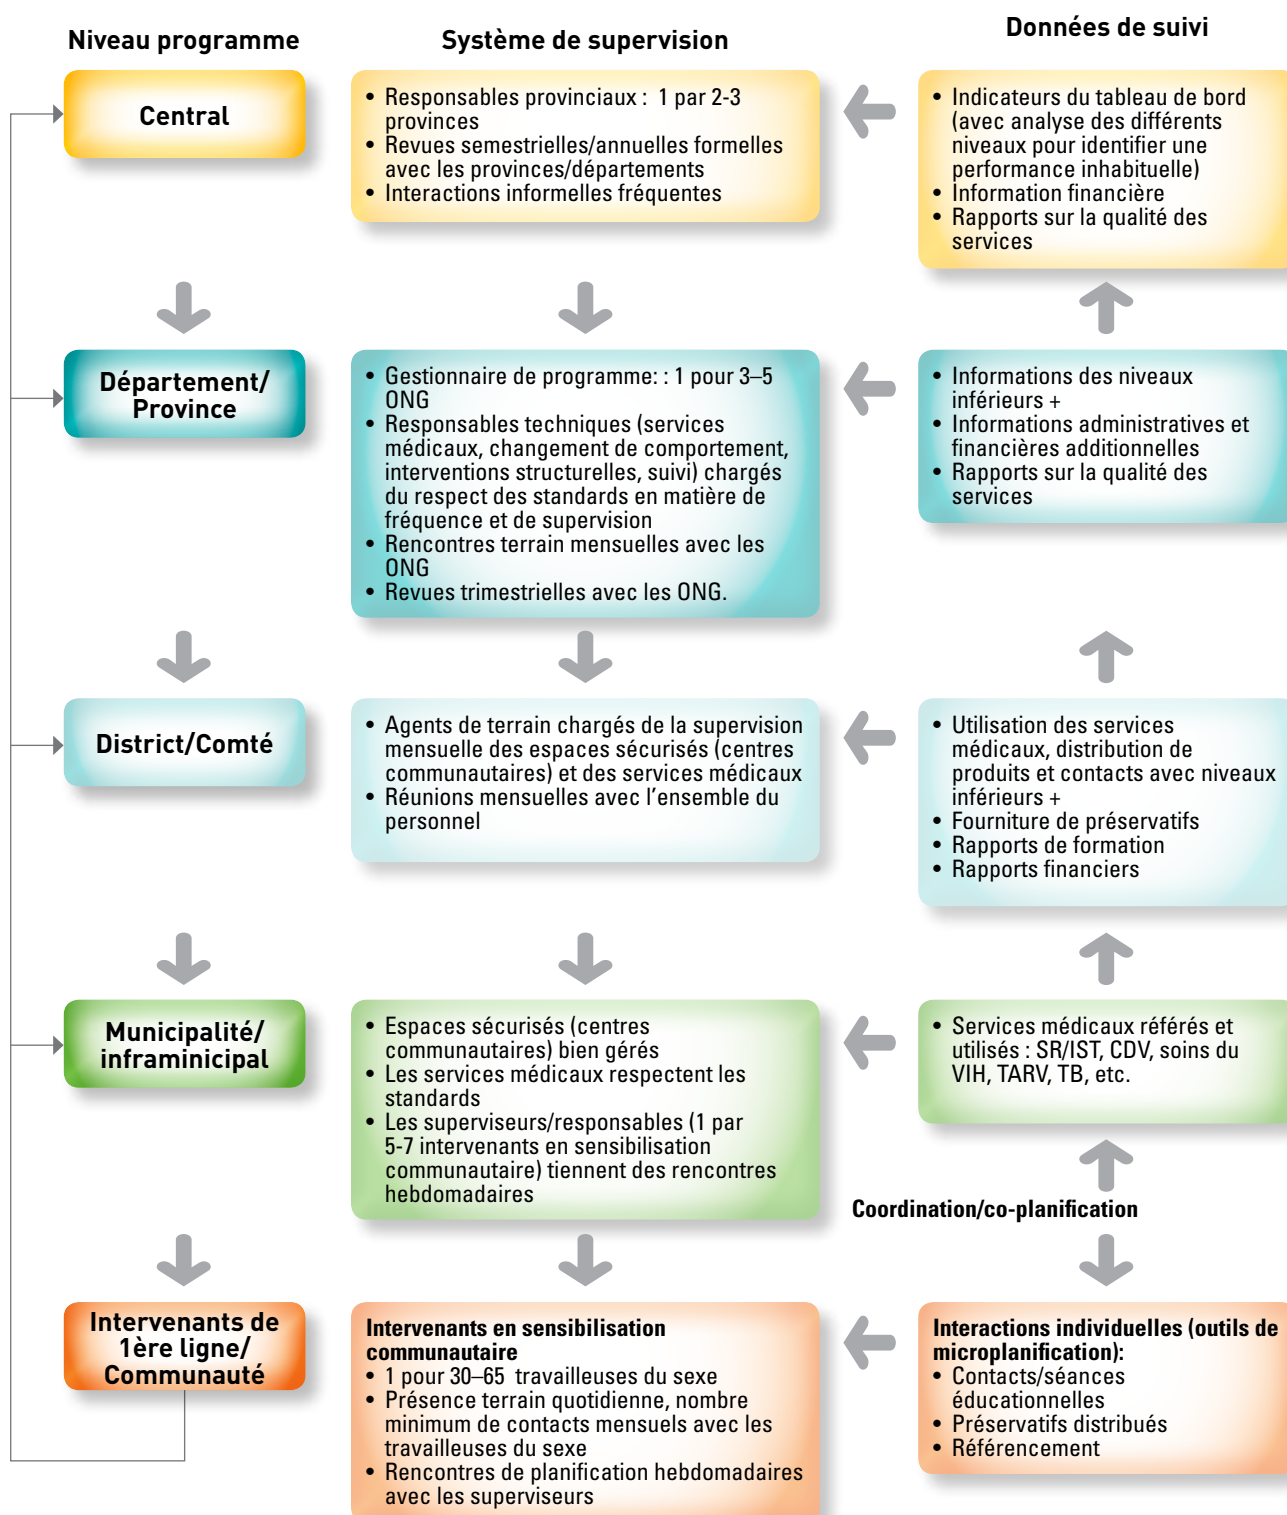 Niveau programme
Système de supervision
Données de suivi
Central
• Responsables provinciaux : 1 par 2-3
provinces
• Revues semestrielles/annuelles formelles
avec les provinces/départements
• Interactions informelles fréquentes
• Indicateurs du tableau de bord
(avec analyse des différents
niveaux pour identifier une
performance inhabituelle)
• Information financière
• Rapports sur la qualité des
services
Département/
Province
• Gestionnaire de programme: : 1 pour 3–5
ONG
• Responsables techniques (services
médicaux, changement de comportement,
interventions structurelles, suivi) chargés
du respect des standards en matière de
fréquence et de supervision
• Rencontres terrain mensuelles avec les
ONG
• Revues trimestrielles avec les ONG.
• Informations des niveaux
inférieurs +
• Informations administratives et
financières additionnelles
• Rapports sur la qualité des
services
District/Comté
• Agents de terrain chargés de la supervision
mensuelle des espaces sécurisés (centres
communautaires) et des services médicaux
• Réunions mensuelles avec l'ensemble du
personnel
• Utilisation des services
médicaux, distribution de
produits et contacts avec niveaux
inférieurs +
• Fourniture de préservatifs
• Rapports de formation
• Rapports financiers
Municipalité/
inframinicipal
• Espaces sécurisés (centres
communautaires) bien gérés
• Les services médicaux respectent les
standards
• Les superviseurs/responsables (1 par
5-7 intervenants en sensibilisation
communautaire) tiennent des rencontres
hebdomadaires
• Services médicaux référés et
utilisés : SR/IST, CDV, soins du
VIH, TARV, TB, etc.
Coordination/co-planification
Intervenants de
1ère ligne/
Communauté
Intervenants en sensibilisation
communautaire
• 1 pour 30–65 travailleuses du sexe
• Présence terrain quotidienne, nombre
minimum de contacts mensuels avec les
travailleuses du sexe
• Rencontres de planification hebdomadaires
avec les superviseurs
Interactions individuelles (outils de
microplanification):
• Contacts/séances
éducationnelles
• Préservatifs distribués
• Référencement